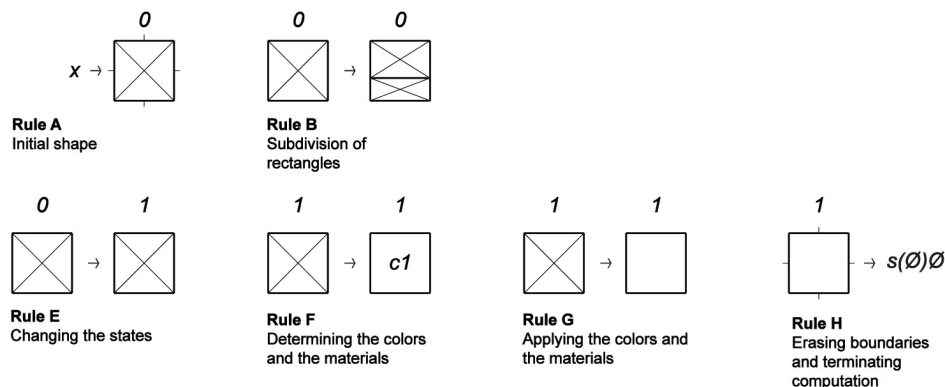 0
0
0
x →
→
Rule A
Initial shape
Rule B
Subdivision of
rectangles
0
1
1
1
1
1
1
→
→
c1
→
→ s(Ø)Ø
Rule E
Changing the states
Rule F
Determining the colors
and the materials
Rule G
Applying the colors and
the materials
Rule H
Erasing boundaries
and terminating
computation